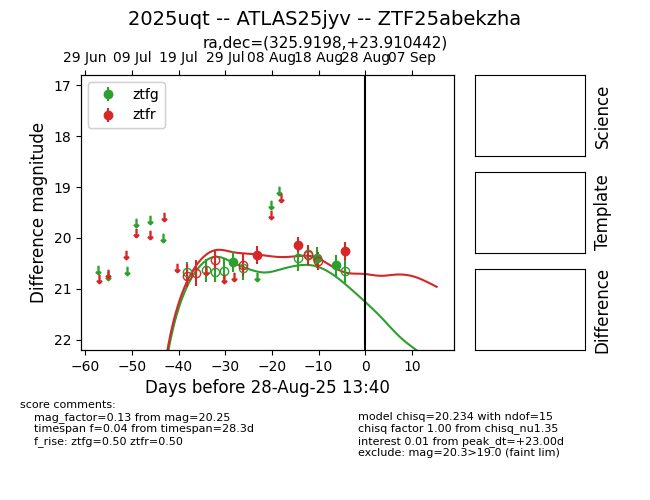 2025uqt -- ATLAS25jyv -- ZTF25abekzha
ra,dec=(325.9198,+23.910442)
29 Jun 09 Jul 19 Jul 29 Jul 08 Aug 18 Aug 28 Aug 07 Sep
ztfg
ztfr
17
18
19
20
21
22
Difference magnitude
−60 −50 −40 −30 −20 −10 0 10
Days before 28-Aug-25 13:40
Science
Template
Difference
score comments:
mag_factor=0.13 from mag=20.25
timespan f=0.04 from timespan=28.3d
f_rise: ztfg=0.50 ztfr=0.50
model chisq=20.234 with ndof=15
chisq factor 1.00 from chisq_nu1.35
interest 0.01 from peak_dt=+23.00d
exclude: mag=20.3>19.0 (faint lim)